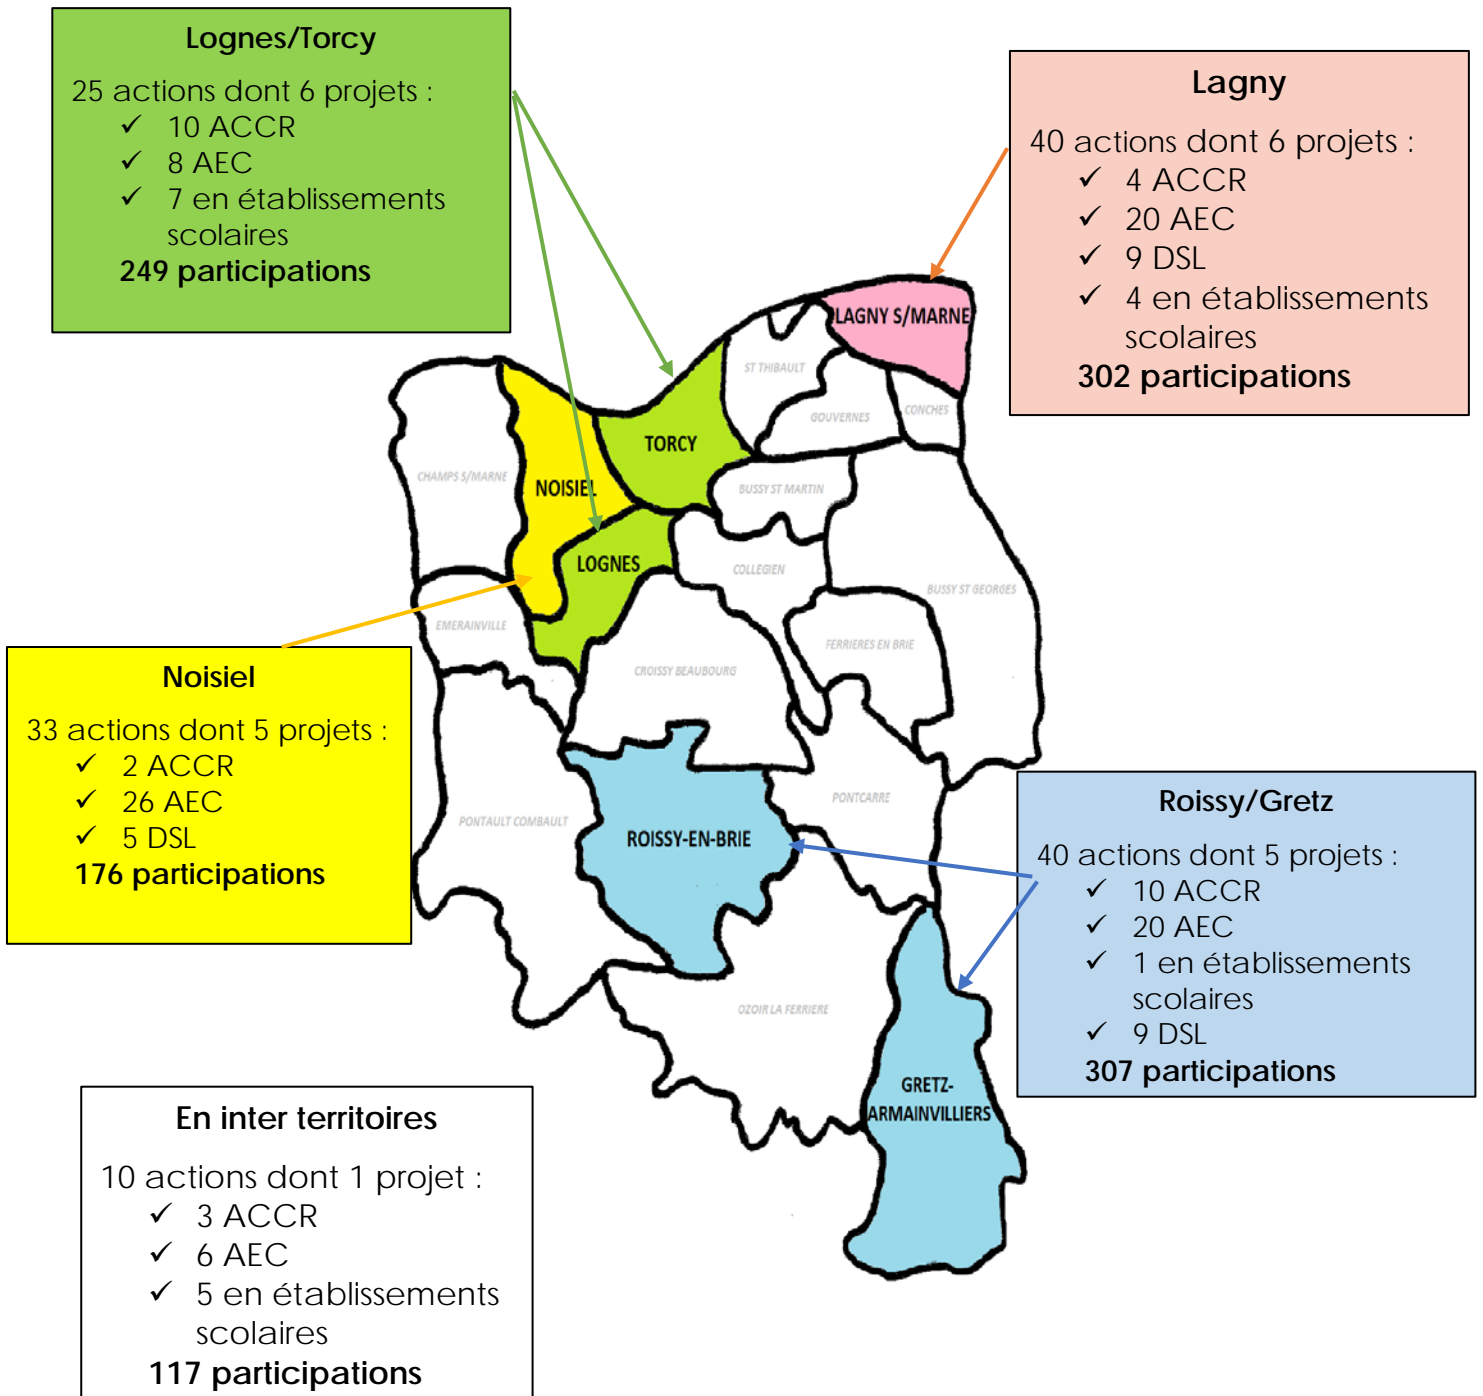 Lognes/Torcy
25 actions dont 6 projets :
✓ 10 ACCR
✓ 8 AEC
✓ 7 en établissements
scolaires
249 participations
Lagny
40 actions dont 6 projets :
✓ 4 ACCR
✓ 20 AEC
✓ 9 DSL
✓ 4 en établissements
scolaires
302 participations
LAGNY S/MARNE
ST THIBAULT
GOUVERNES
CONCHES
TORCY
CHAMPS S/MARNE
NOISIEL
BUSSY ST MARTIN
LOGNES
COLLEGIEN
BUSSY ST GEORGES
EMERAINVILLE
FERRIERES EN BRIE
CROISSY BEAUBOURG
Noisiel
33 actions dont 5 projets :
✓ 2 ACCR
✓ 26 AEC
✓ 5 DSL
176 participations
PONTCARRE
PONTAULT COMBAULT
ROISSY-EN-BRIE
Roissy/Gretz
40 actions dont 5 projets :
✓ 10 ACCR
✓ 20 AEC
✓ 1 en établissements
scolaires
✓ 9 DSL
307 participations
OZOIR LA FERRIERE
GRETZ-
ARMAINVILLIERS
En inter territoires
10 actions dont 1 projet :
✓ 3 ACCR
✓ 6 AEC
✓ 5 en établissements
scolaires
117 participations